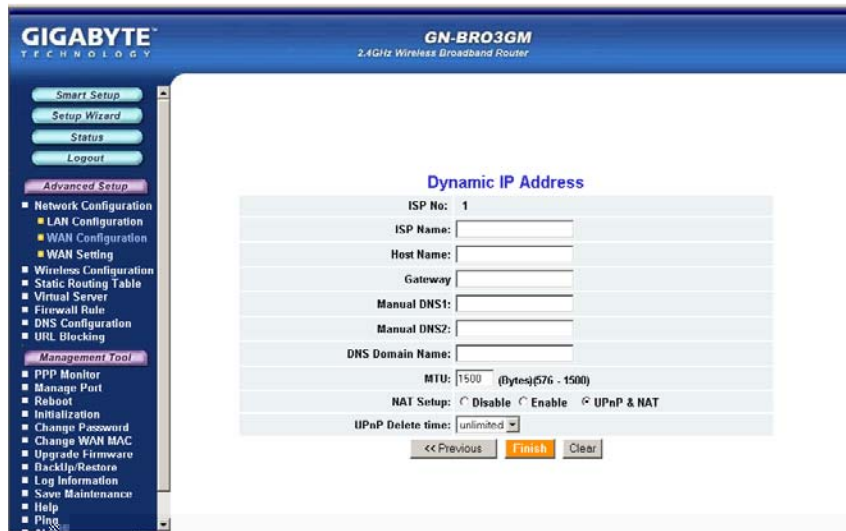 GIGABYTE™
TECHNOLOGY
GN-BRO3GM
2.4GHz Wireless Broadband Router
Smart Setup
Setup Wizard
Status
Logout
Advanced Setup
Network Configuration
LAN Configuration
WAN Configuration
WAN Setting
Wireless Configuration
Static Routing Table
Virtual Server
Firewall Rule
DNS Configuration
URL Blocking
Management Tool
PPP Monitor
Manage Port
Reboot
Initialization
Change Password
Change WAN MAC
Upgrade Firmware
BackUp/Restore
Log Information
Save Maintenance
Help
Ping
Dynamic IP Address
ISP No: 1
ISP Name:
Host Name:
Gateway
Manual DNS1:
Manual DNS2:
DNS Domain Name:
MTU: 1500 (Bytes)(576 - 1500)
NAT Setup: Disable Enable UPnP & NAT
UPnP Delete time: unlimited
<< Previous Finish Clear